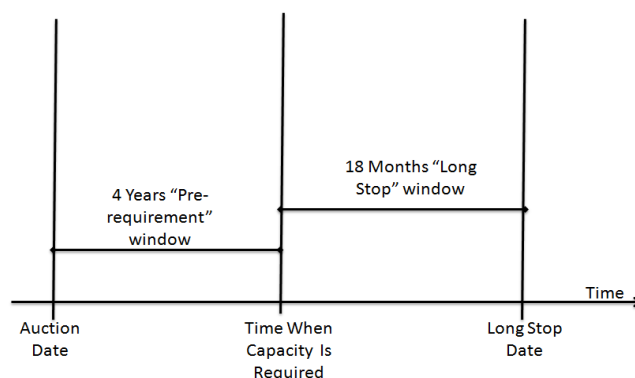 18 Months “Long
Stop” window
4 Years “Pre-
requirement”
window
Time
Auction
Date
Time When
Capacity Is
Required
Long Stop
Date